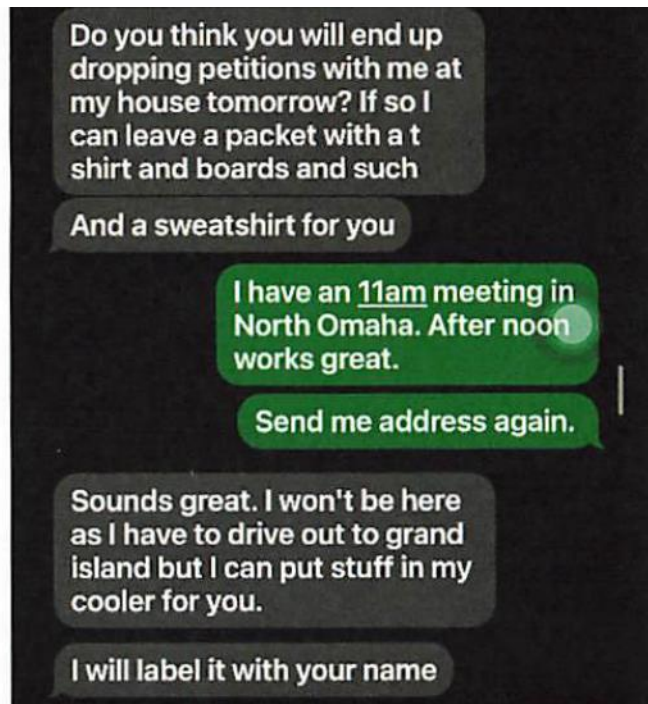 Do you think you will end up
dropping petitions with me at
my house tomorrow? If so I
can leave a packet with a t
shirt and boards and such
And a sweatshirt for you
I have an 11am meeting in
North Omaha. After noon
works great.
Send me address again.
Sounds great. I won't be here
as I have to drive out to grand
island but I can put stuff in my
cooler for you.
I will label it with your name